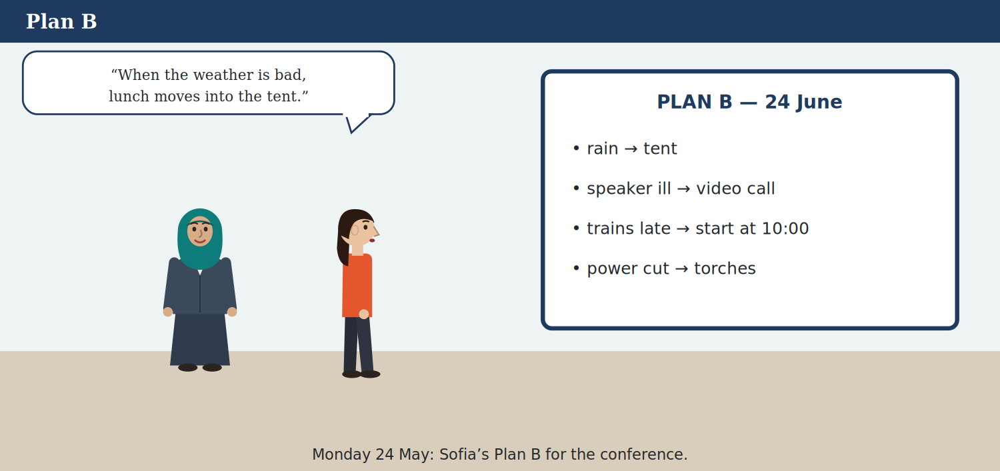 Plan B
“When the weather is bad,
lunch moves into the tent.”
PLAN B — 24 June
• rain → tent
• speaker ill → video call
• trains late → start at 10:00
• power cut → torches
Monday 24 May: Sofia’s Plan B for the conference.